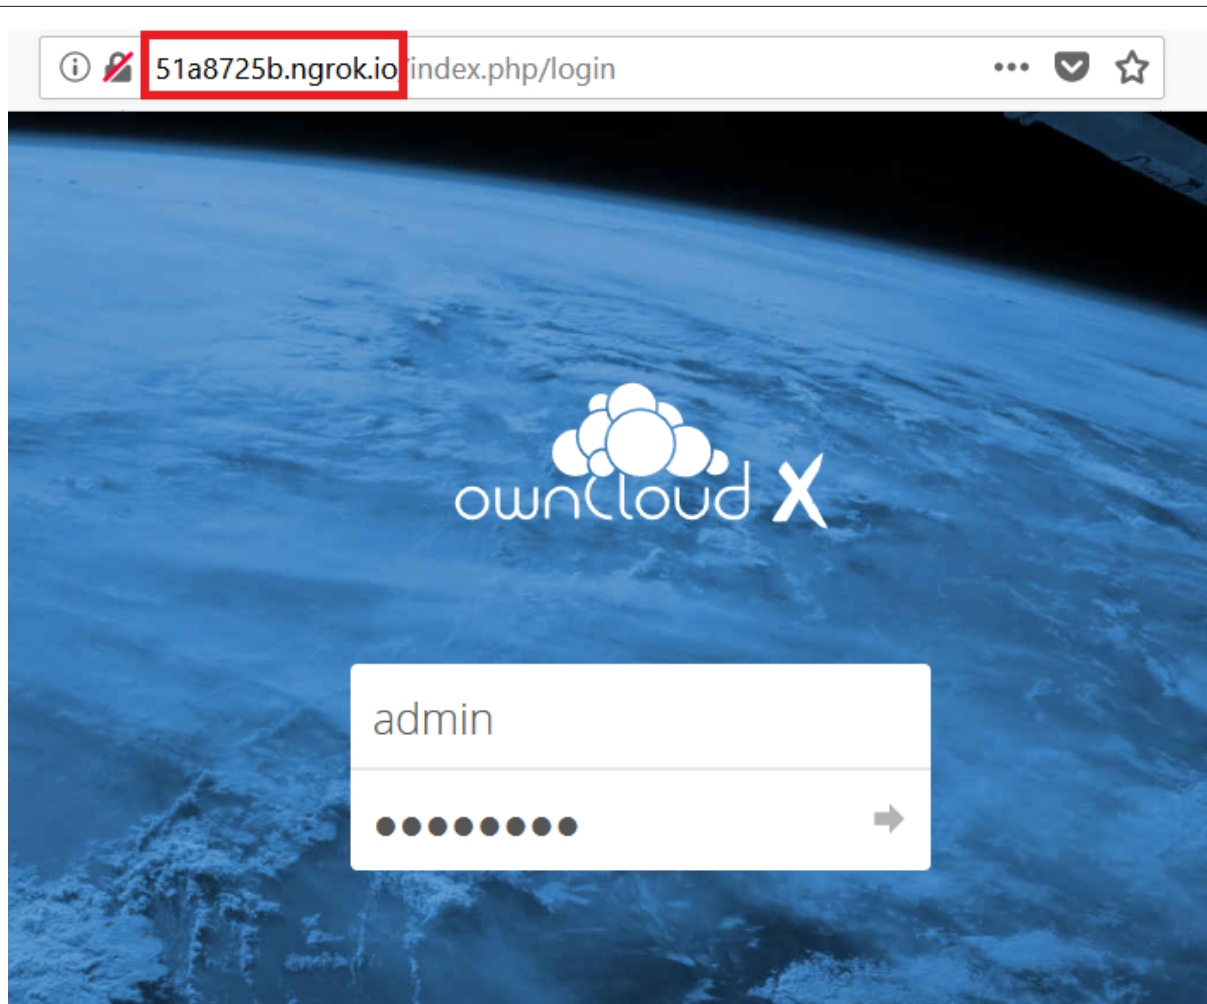 51a8725b.ngrok.io/index.php/login
ownCloud X
admin
●●●●●●●●